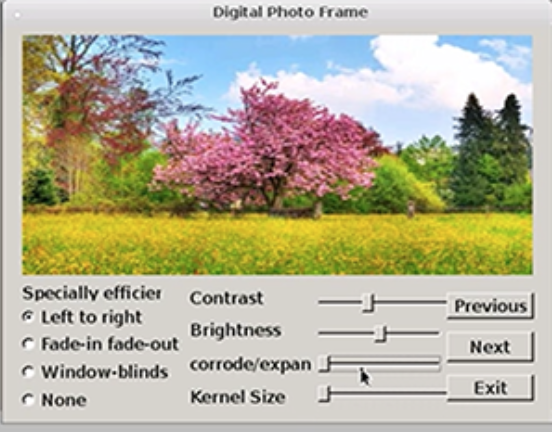 Digital Photo Frame
Specially efficier
Left to right
Fade-in fade-out
Window-blinds
None
Contrast
Brightness
corrode/expan
Kernel Size
Previous
Next
Exit